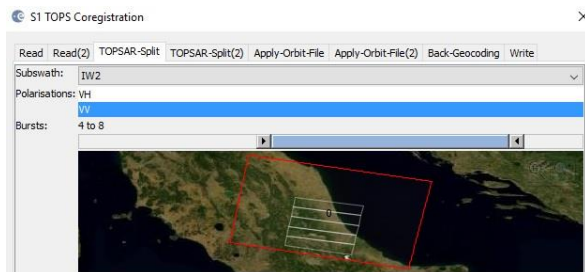 S1 TOPS Coregistration
Read Read(2) TOPSAR-Split TOPSAR-Split(2) Apply-Orbit-File Apply-Orbit-File(2) Back-Geocoding Write
Subswath: IW2
Polarisations: VH
VV
Bursts: 4 to 8
0